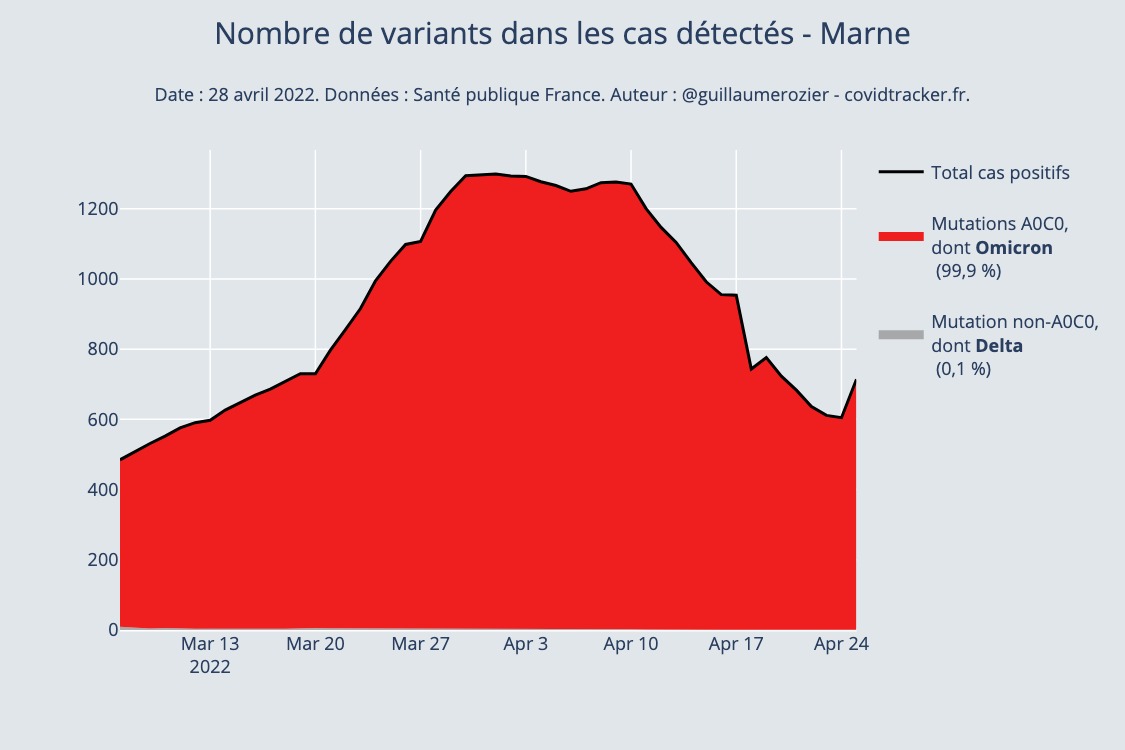 Nombre de variants dans les cas détectés - Marne
Date : 28 avril 2022. Données : Santé publique France. Auteur : @guillaumerozier - covidtracker.fr.
Total cas positifs
Mutations A0C0,
dont Omicron
(99,9 %)
Mutation non-A0C0,
dont Delta
(0,1 %)
1200
1000
800
600
400
200
0
Mar 13 Mar 20 Mar 27 Apr 3 Apr 10 Apr 17 Apr 24
2022